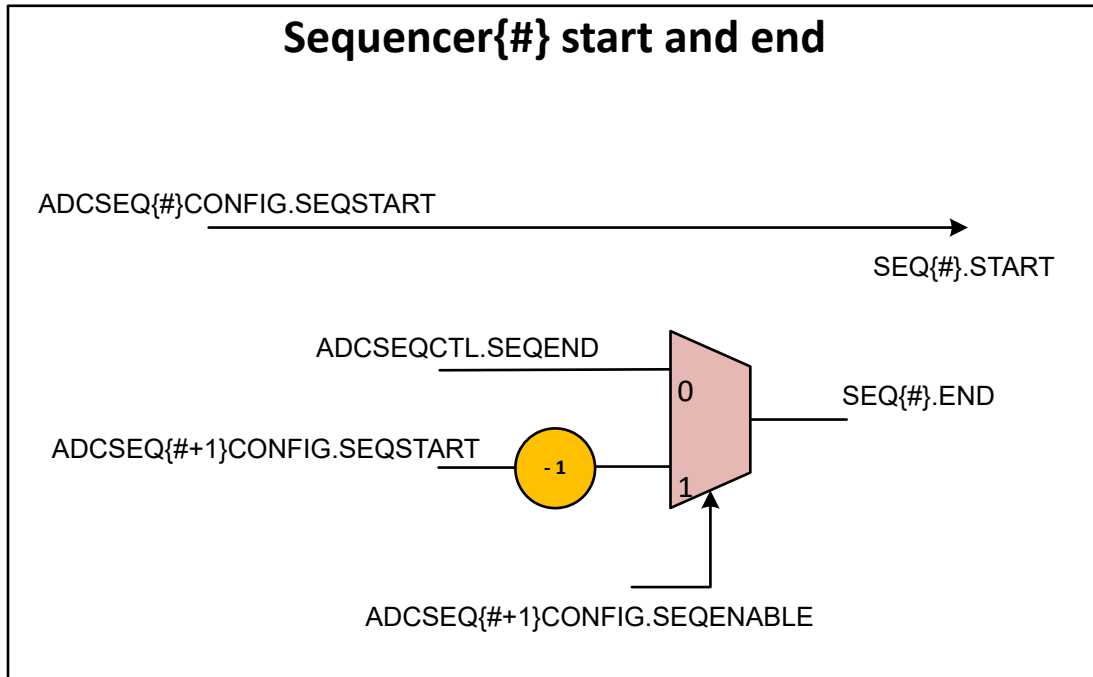 Sequencer{#} start and end
ADCSEQ{#}CONFIG.SEQSTART
SEQ{#}.START
ADCSEQCTL.SEQEND
0
SEQ{#}.END
ADCSEQ{#+1}CONFIG.SEQSTART
- 1
1
ADCSEQ{#+1}CONFIG.SEQENABLE